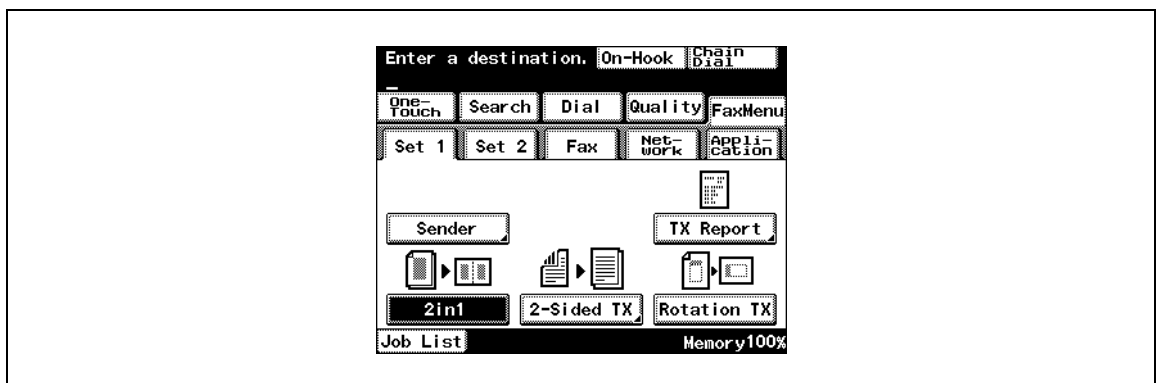 Enter a destination. On-Hook Chain Dial
One-Touch Search Dial Quality FaxMenu
Set 1 Set 2 Fax Net-work Appli-cation
Sender TX Report
2in1 2-Sided TX Rotation TX
Job List Memory100%